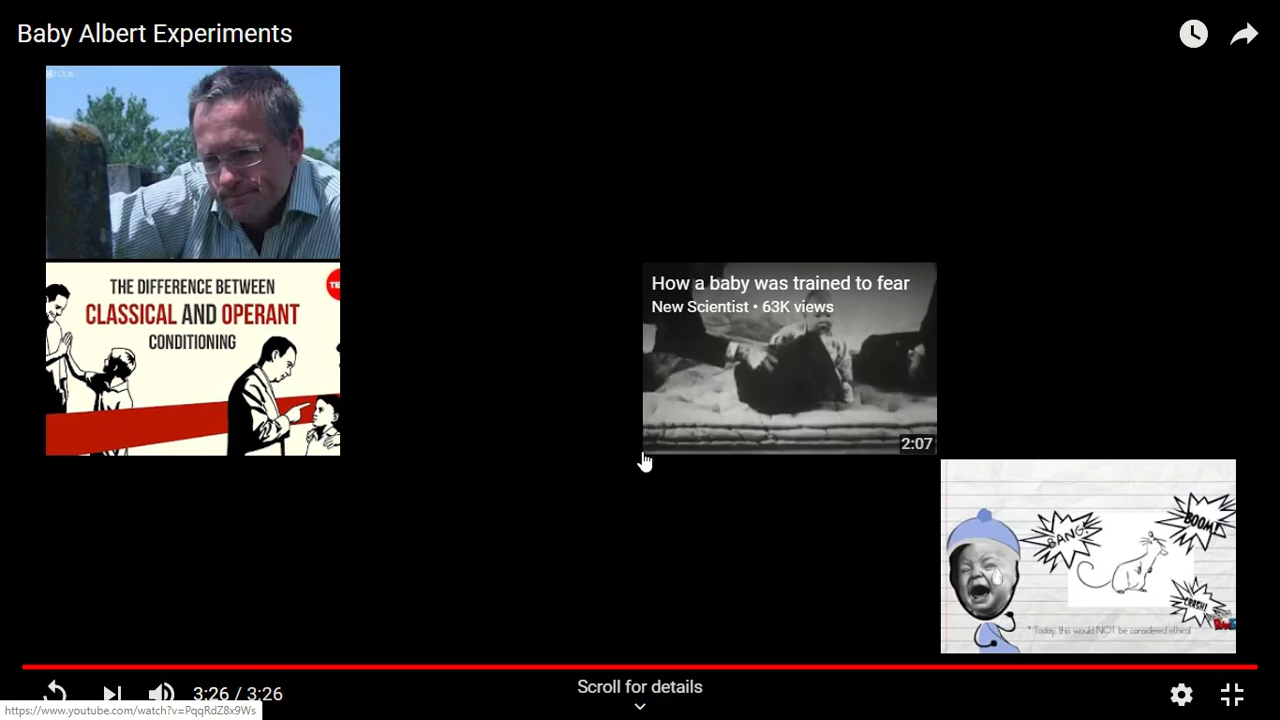 Baby Albert Experiments
THE DIFFERENCE BETWEEN
CLASSICAL AND OPERANT
CONDITIONING
How a baby was trained to fear
New Scientist • 63K views
2:07
BANG!
BOOM!
CRASH!
* Today, this would NOT be considered ethical
3:26 / 3:26
Scroll for details
https://www.youtube.com/watch?v=PqqRdZ8x9Ws